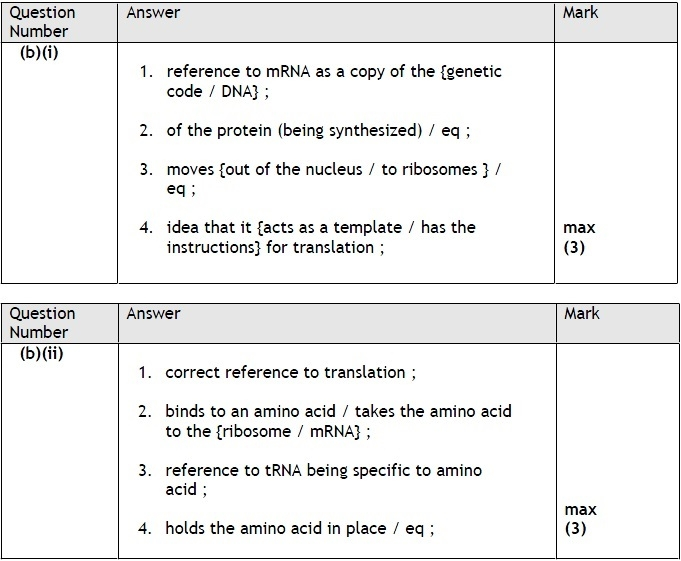 Question Number Answer Mark
(b)(i)
1. reference to mRNA as a copy of the {genetic
code / DNA} ;
2. of the protein (being synthesized) / eq ;
3. moves {out of the nucleus / to ribosomes } /
eq ;
4. idea that it {acts as a template / has the
instructions} for translation ;
max
(3)
Question Number Answer Mark
(b)(ii)
1. correct reference to translation ;
2. binds to an amino acid / takes the amino acid
to the {ribosome / mRNA} ;
3. reference to tRNA being specific to amino
acid ;
4. holds the amino acid in place / eq ;
max
(3)